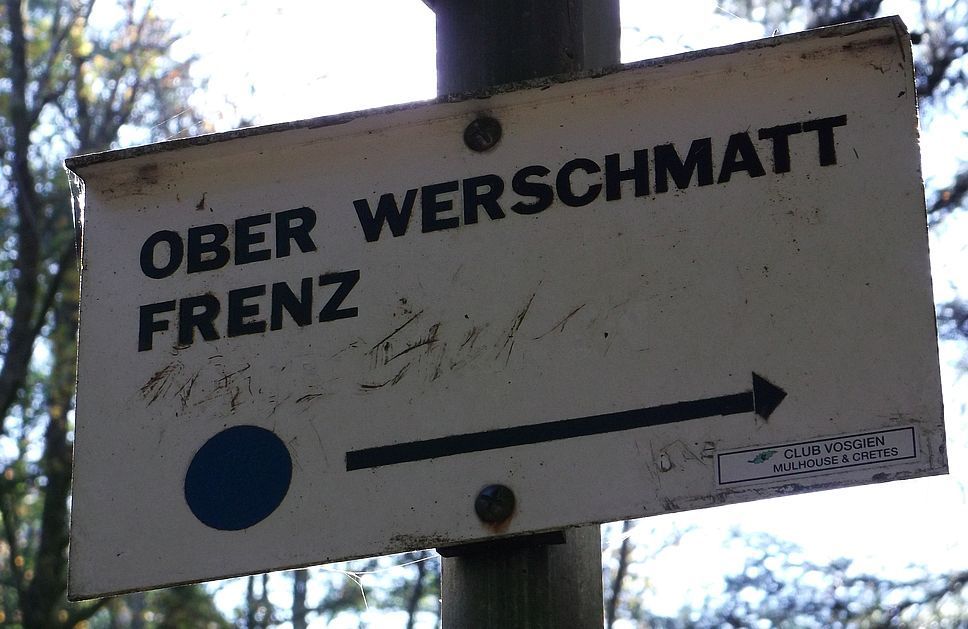 OBER WERSCHMATT
FRENZ
CLUB VOSGIEN
MULHOUSE & CRETES